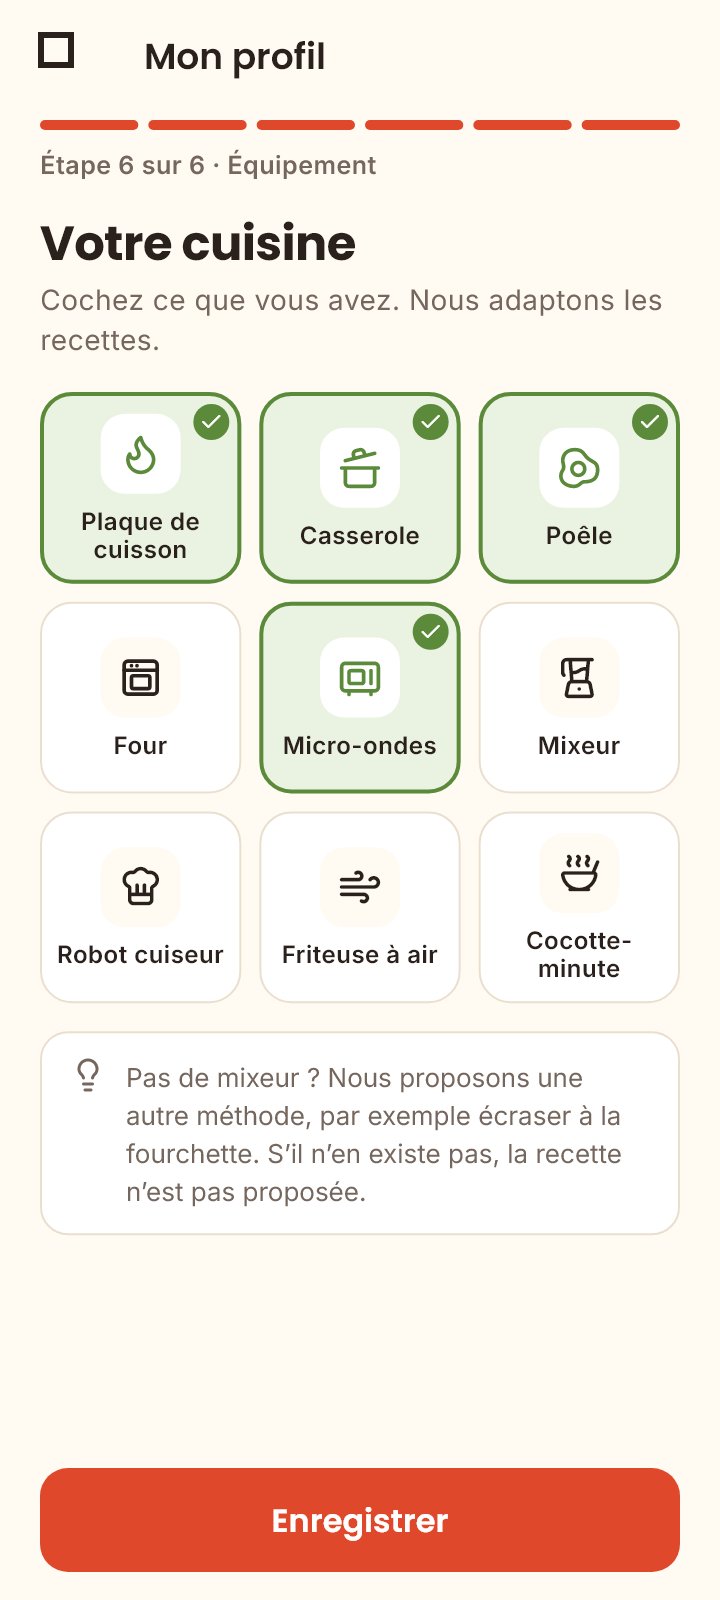 Mon profil
Étape 6 sur 6 · Équipement
Votre cuisine
Cochez ce que vous avez. Nous adaptons les
recettes.
Plaque de
cuisson
Casserole
Poêle
Four
Micro-ondes
Mixeur
Robot cuiseur
Friteuse à air
Cocotte-
minute
Pas de mixeur ? Nous proposons une
autre méthode, par exemple écraser à la
fourchette. S’il n’en existe pas, la recette
n’est pas proposée.
Enregistrer